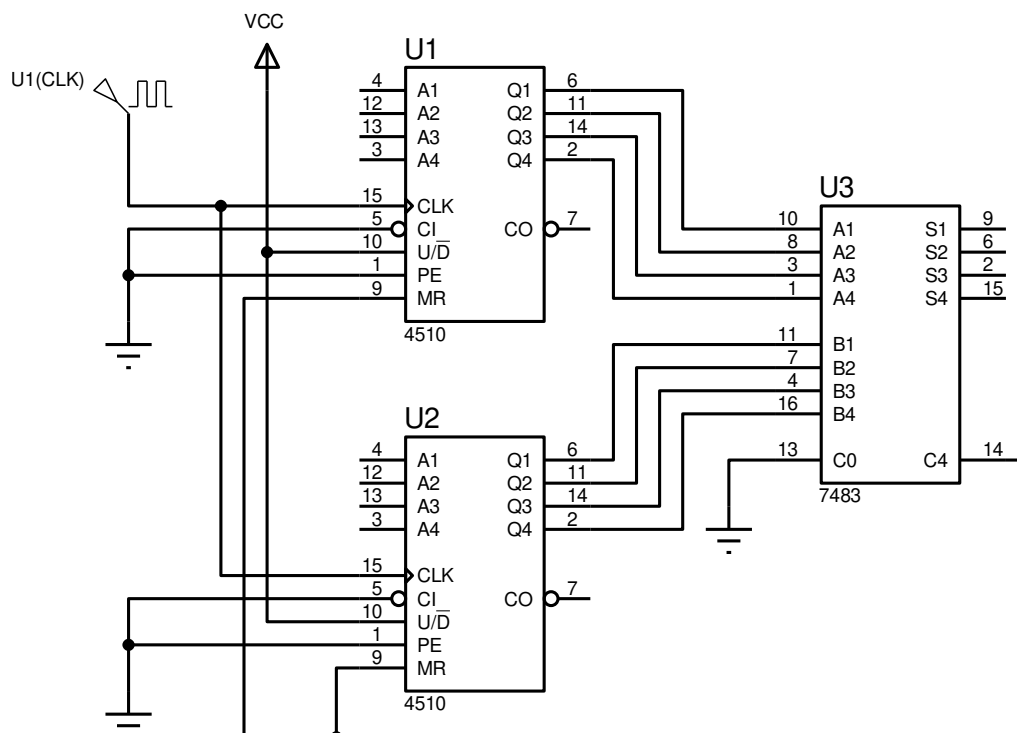 VCC
U1(CLK)
U1
4 A1 Q1 6
12 A2 Q2 11
13 A3 Q3 14
3 A4 Q4 2
15 CLK
5 CI CO 7
10 U/D
1 PE
9 MR
4510
U3
10 A1 S1 9
8 A2 S2 6
3 A3 S3 2
1 A4 S4 15
11 B1
7 B2
4 B3
16 B4
13 C0 C4 14
7483
U2
4 A1 Q1 6
12 A2 Q2 11
13 A3 Q3 14
3 A4 Q4 2
15 CLK
5 CI CO 7
10 U/D
1 PE
9 MR
4510